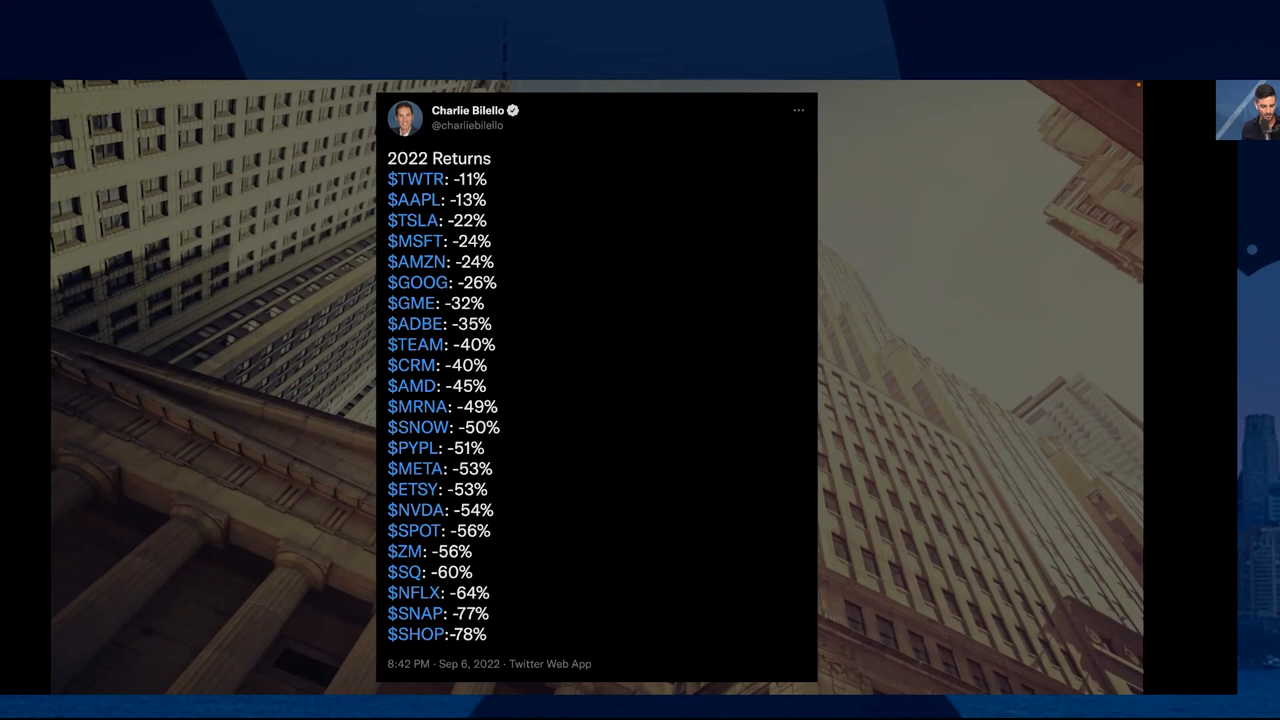 Charlie Bilello
@charliebilello
2022 Returns
$TWTR: -11%
$AAPL: -13%
$TSLA: -22%
$MSFT: -24%
$AMZN: -24%
$GOOG: -26%
$GME: -32%
$ADBE: -35%
$TEAM: -40%
$CRM: -40%
$AMD: -45%
$MRNA: -49%
$SNOW: -50%
$PYPL: -51%
$META: -53%
$ETSY: -53%
$NVDA: -54%
$SPOT: -56%
$ZM: -56%
$SQ: -60%
$NFLX: -64%
$SNAP: -77%
$SHOP:-78%
8:42 PM · Sep 6, 2022 · Twitter Web App